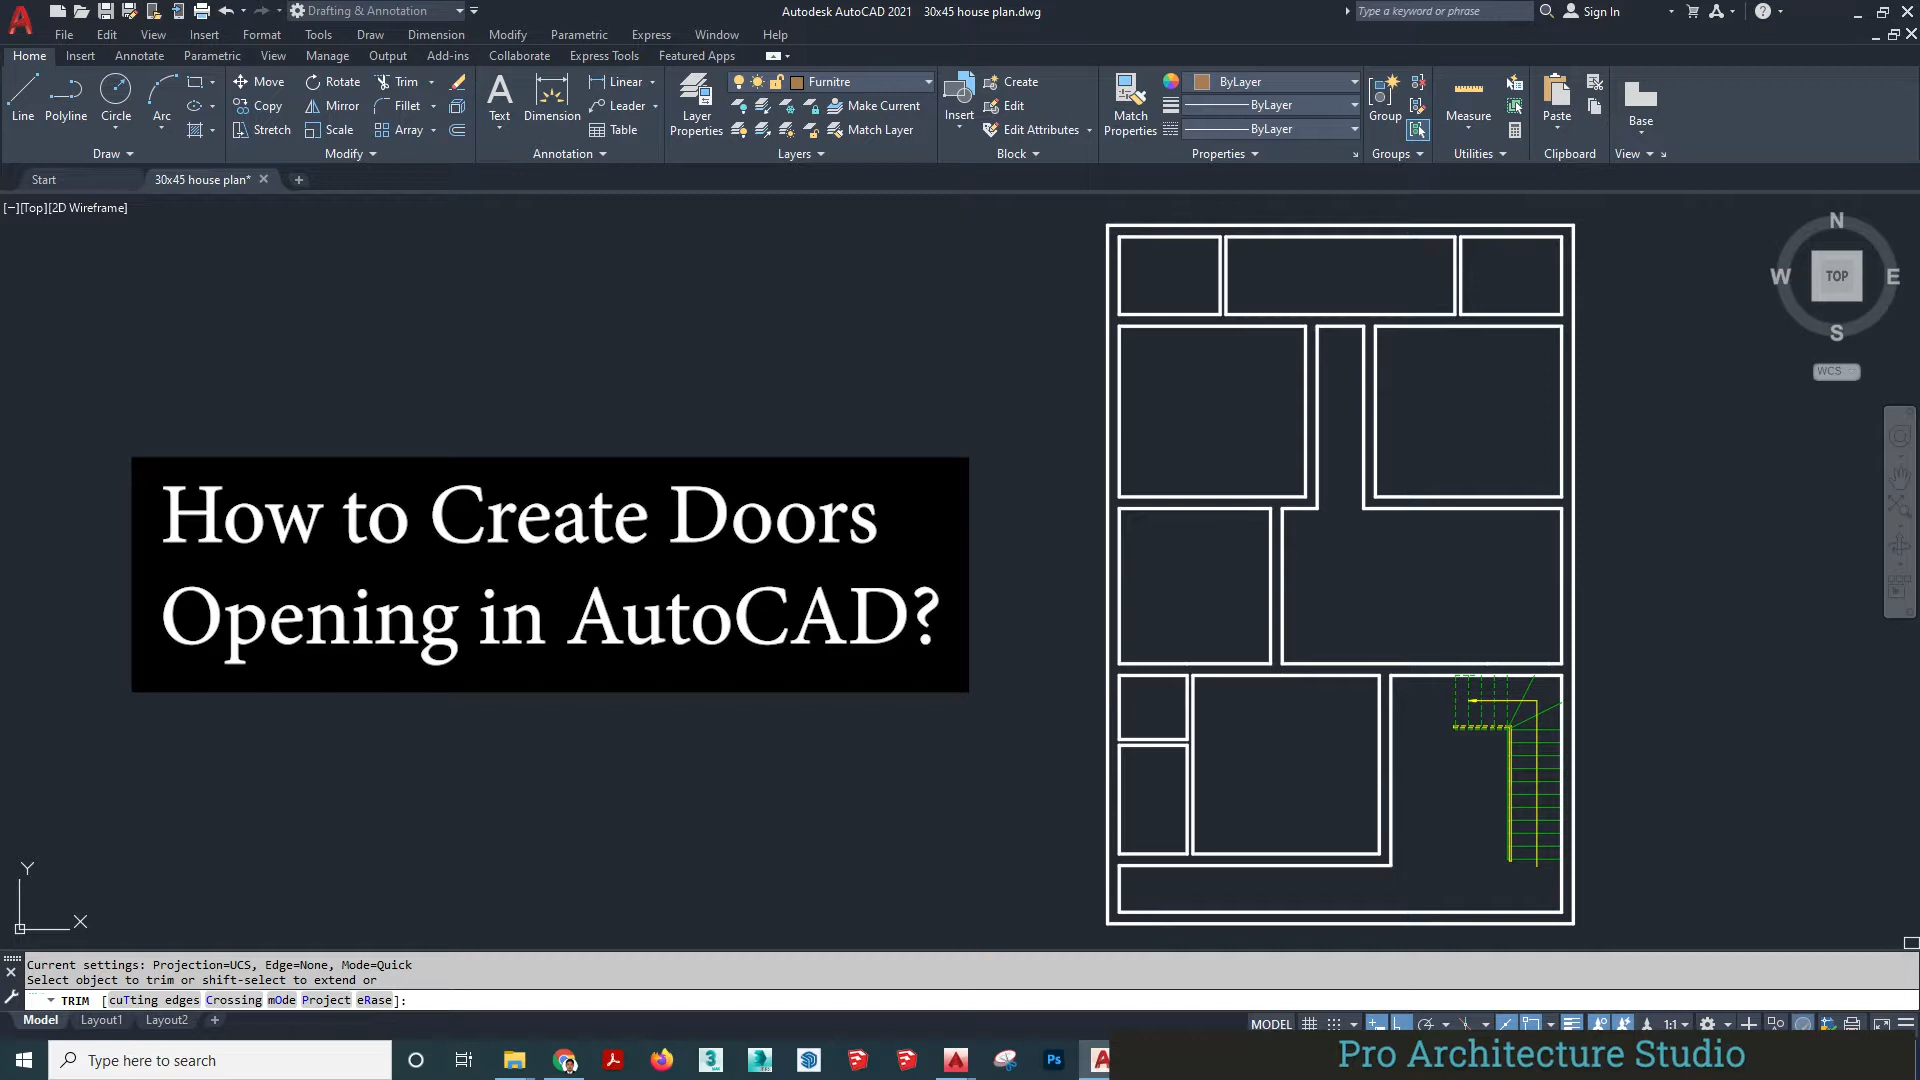 Drafting & Annotation
Autodesk AutoCAD 2021 30x45 house plan.dwg
Type a keyword or phrase
Sign In
File Edit View Insert Format Tools Draw Dimension Modify Parametric Express Window Help
Home Insert Annotate Parametric View Manage Output Add-ins Collaborate Express Tools Featured Apps
Move Rotate Trim Linear Furnitre Create ByLayer
Line Polyline Circle Arc Copy Mirror Fillet Text Dimension Leader Layer Properties Make Current Insert Edit Match Properties ByLayer Group Measure Paste Base
Stretch Scale Array Table Match Layer Edit Attributes ByLayer
Draw Modify Annotation Layers Block Properties Groups Utilities Clipboard View
Start 30x45 house plan*
[−][Top][2D Wireframe]
N
W TOP E
S
WCS
How to Create Doors
Opening in AutoCAD?
Y
X
Current settings: Projection=UCS, Edge=None, Mode=Quick
Select object to trim or shift-select to extend or
TRIM [cuTting edges Crossing mOde Project eRase]:
Model Layout1 Layout2
MODEL 1:1
Type here to search
Ps
Pro Architecture Studio